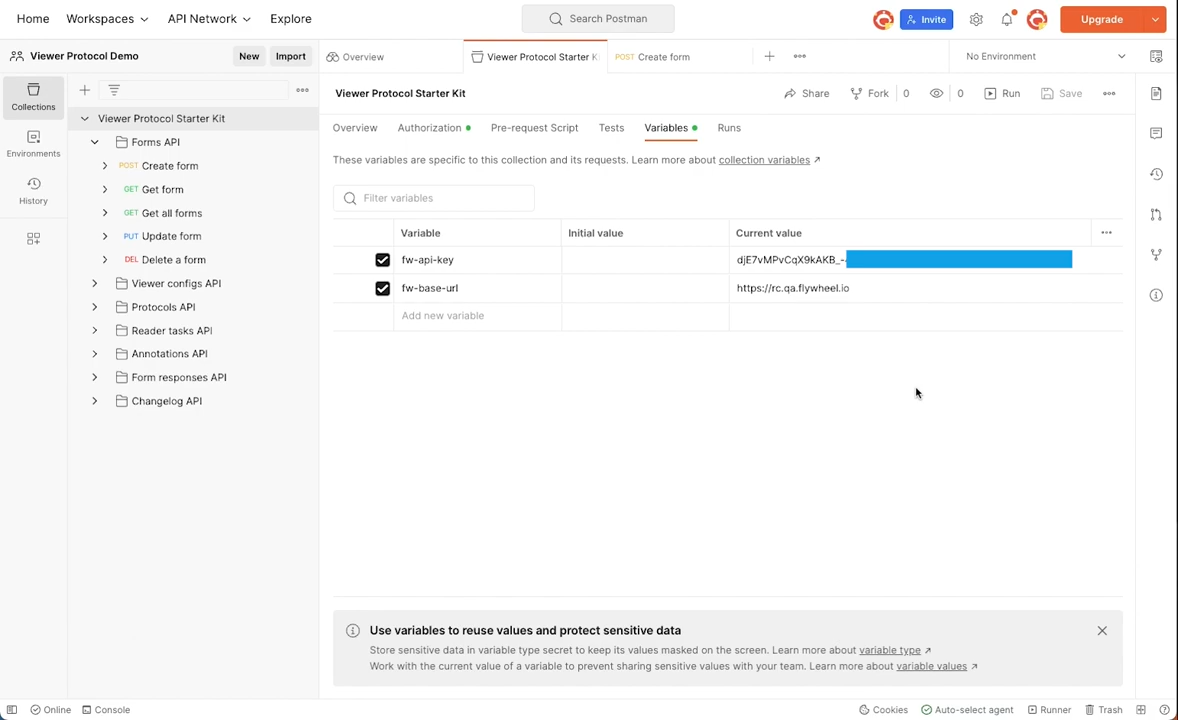 Home Workspaces API Network Explore Search Postman Invite Upgrade
Viewer Protocol Demo New Import Overview Viewer Protocol Starter Ki POST Create form No Environment
Collections
Environments
History
Viewer Protocol Starter Kit
Forms API
POST Create form
GET Get form
GET Get all forms
PUT Update form
DEL Delete a form
Viewer configs API
Protocols API
Reader tasks API
Annotations API
Form responses API
Changelog API
Viewer Protocol Starter Kit Share Fork 0 0 Run Save
Overview Authorization Pre-request Script Tests Variables Runs
These variables are specific to this collection and its requests. Learn more about collection variables ↗
Filter variables
Variable Initial value Current value
fw-api-key djE7vMPvCqX9kAKB_-
fw-base-url https://rc.qa.flywheel.io
Add new variable
Use variables to reuse values and protect sensitive data
Store sensitive data in variable type secret to keep its values masked on the screen. Learn more about variable type ↗
Work with the current value of a variable to prevent sharing sensitive values with your team. Learn more about variable values ↗
Online Console Cookies Auto-select agent Runner Trash